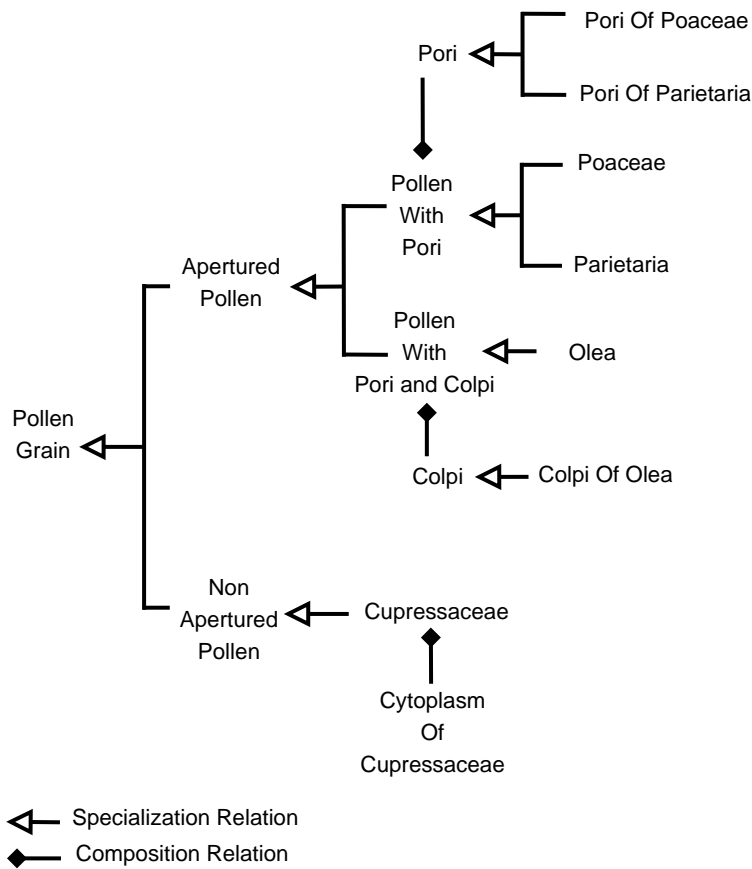 Pori Of Poaceae
Pori
Pori Of Parietaria
Pollen
With
Pori
Poaceae
Parietaria
Apertured
Pollen
Pollen
With
Pori and Colpi
Olea
Pollen
Grain
Colpi
Colpi Of Olea
Non
Apertured
Pollen
Cupressaceae
Cytoplasm
Of
Cupressaceae
Specialization Relation
Composition Relation